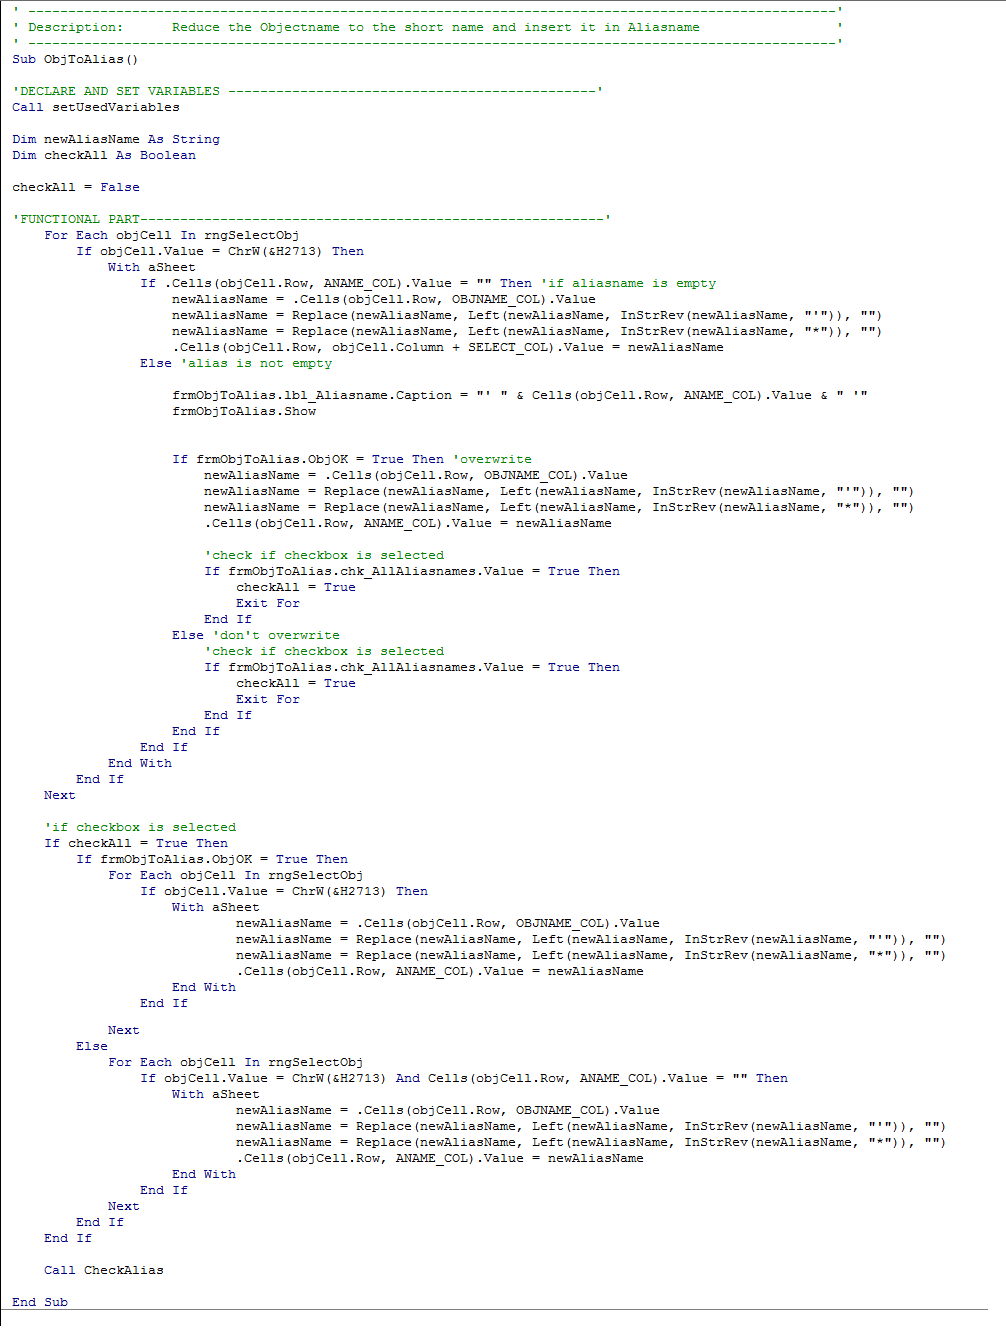 ' -----------------------------------------------------------------------------------------------------'
' Description:      Reduce the Objectname to the short name and insert it in Aliasname                 '
' -----------------------------------------------------------------------------------------------------'
Sub ObjToAlias()

'DECLARE AND SET VARIABLES ----------------------------------------------'
Call setUsedVariables

Dim newAliasName As String
Dim checkAll As Boolean

checkAll = False

'FUNCTIONAL PART----------------------------------------------------------'
    For Each objCell In rngSelectObj
        If objCell.Value = ChrW(&H2713) Then
            With aSheet
                If .Cells(objCell.Row, ANAME_COL).Value = "" Then 'if aliasname is empty
                    newAliasName = .Cells(objCell.Row, OBJNAME_COL).Value
                    newAliasName = Replace(newAliasName, Left(newAliasName, InStrRev(newAliasName, "'")), "")
                    newAliasName = Replace(newAliasName, Left(newAliasName, InStrRev(newAliasName, "*")), "")
                    .Cells(objCell.Row, objCell.Column + SELECT_COL).Value = newAliasName
                Else 'alias is not empty

                    frmObjToAlias.lbl_Aliasname.Caption = "' " & Cells(objCell.Row, ANAME_COL).Value & " '"
                    frmObjToAlias.Show


                    If frmObjToAlias.ObjOK = True Then 'overwrite
                        newAliasName = .Cells(objCell.Row, OBJNAME_COL).Value
                        newAliasName = Replace(newAliasName, Left(newAliasName, InStrRev(newAliasName, "'")), "")
                        newAliasName = Replace(newAliasName, Left(newAliasName, InStrRev(newAliasName, "*")), "")
                        .Cells(objCell.Row, ANAME_COL).Value = newAliasName

                        'check if checkbox is selected
                        If frmObjToAlias.chk_AllAliasnames.Value = True Then
                            checkAll = True
                            Exit For
                        End If
                    Else 'don't overwrite
                        'check if checkbox is selected
                        If frmObjToAlias.chk_AllAliasnames.Value = True Then
                            checkAll = True
                            Exit For
                        End If
                    End If
                End If
            End With
        End If
    Next

    'if checkbox is selected
    If checkAll = True Then
        If frmObjToAlias.ObjOK = True Then
            For Each objCell In rngSelectObj
                If objCell.Value = ChrW(&H2713) Then
                    With aSheet
                            newAliasName = .Cells(objCell.Row, OBJNAME_COL).Value
                            newAliasName = Replace(newAliasName, Left(newAliasName, InStrRev(newAliasName, "'")), "")
                            newAliasName = Replace(newAliasName, Left(newAliasName, InStrRev(newAliasName, "*")), "")
                            .Cells(objCell.Row, ANAME_COL).Value = newAliasName
                    End With
                End If

            Next
        Else
            For Each objCell In rngSelectObj
                If objCell.Value = ChrW(&H2713) And Cells(objCell.Row, ANAME_COL).Value = "" Then
                    With aSheet
                            newAliasName = .Cells(objCell.Row, OBJNAME_COL).Value
                            newAliasName = Replace(newAliasName, Left(newAliasName, InStrRev(newAliasName, "'")), "")
                            newAliasName = Replace(newAliasName, Left(newAliasName, InStrRev(newAliasName, "*")), "")
                            .Cells(objCell.Row, ANAME_COL).Value = newAliasName
                    End With
                End If
            Next
        End If
    End If

    Call CheckAlias

End Sub